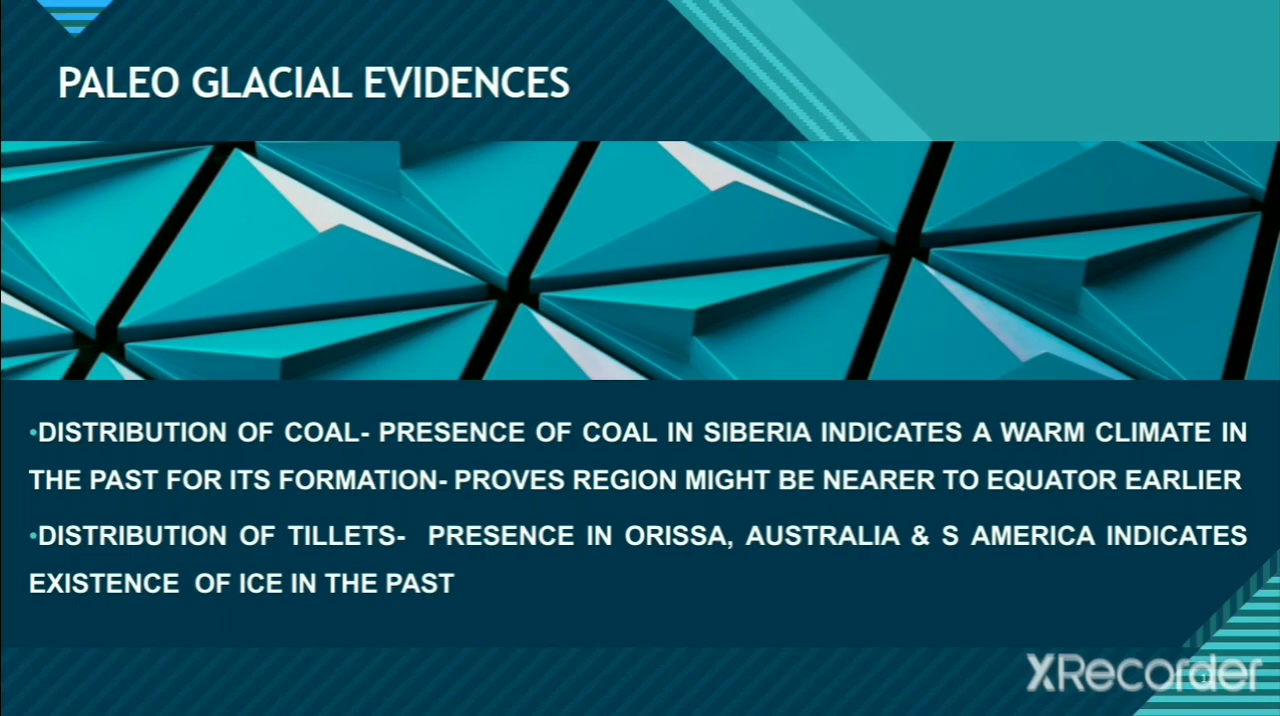 PALEO GLACIAL EVIDENCES
•DISTRIBUTION OF COAL- PRESENCE OF COAL IN SIBERIA INDICATES A WARM CLIMATE IN
THE PAST FOR ITS FORMATION- PROVES REGION MIGHT BE NEARER TO EQUATOR EARLIER
•DISTRIBUTION OF TILLETS- PRESENCE IN ORISSA, AUSTRALIA & S AMERICA INDICATES
EXISTENCE OF ICE IN THE PAST
XRecorder